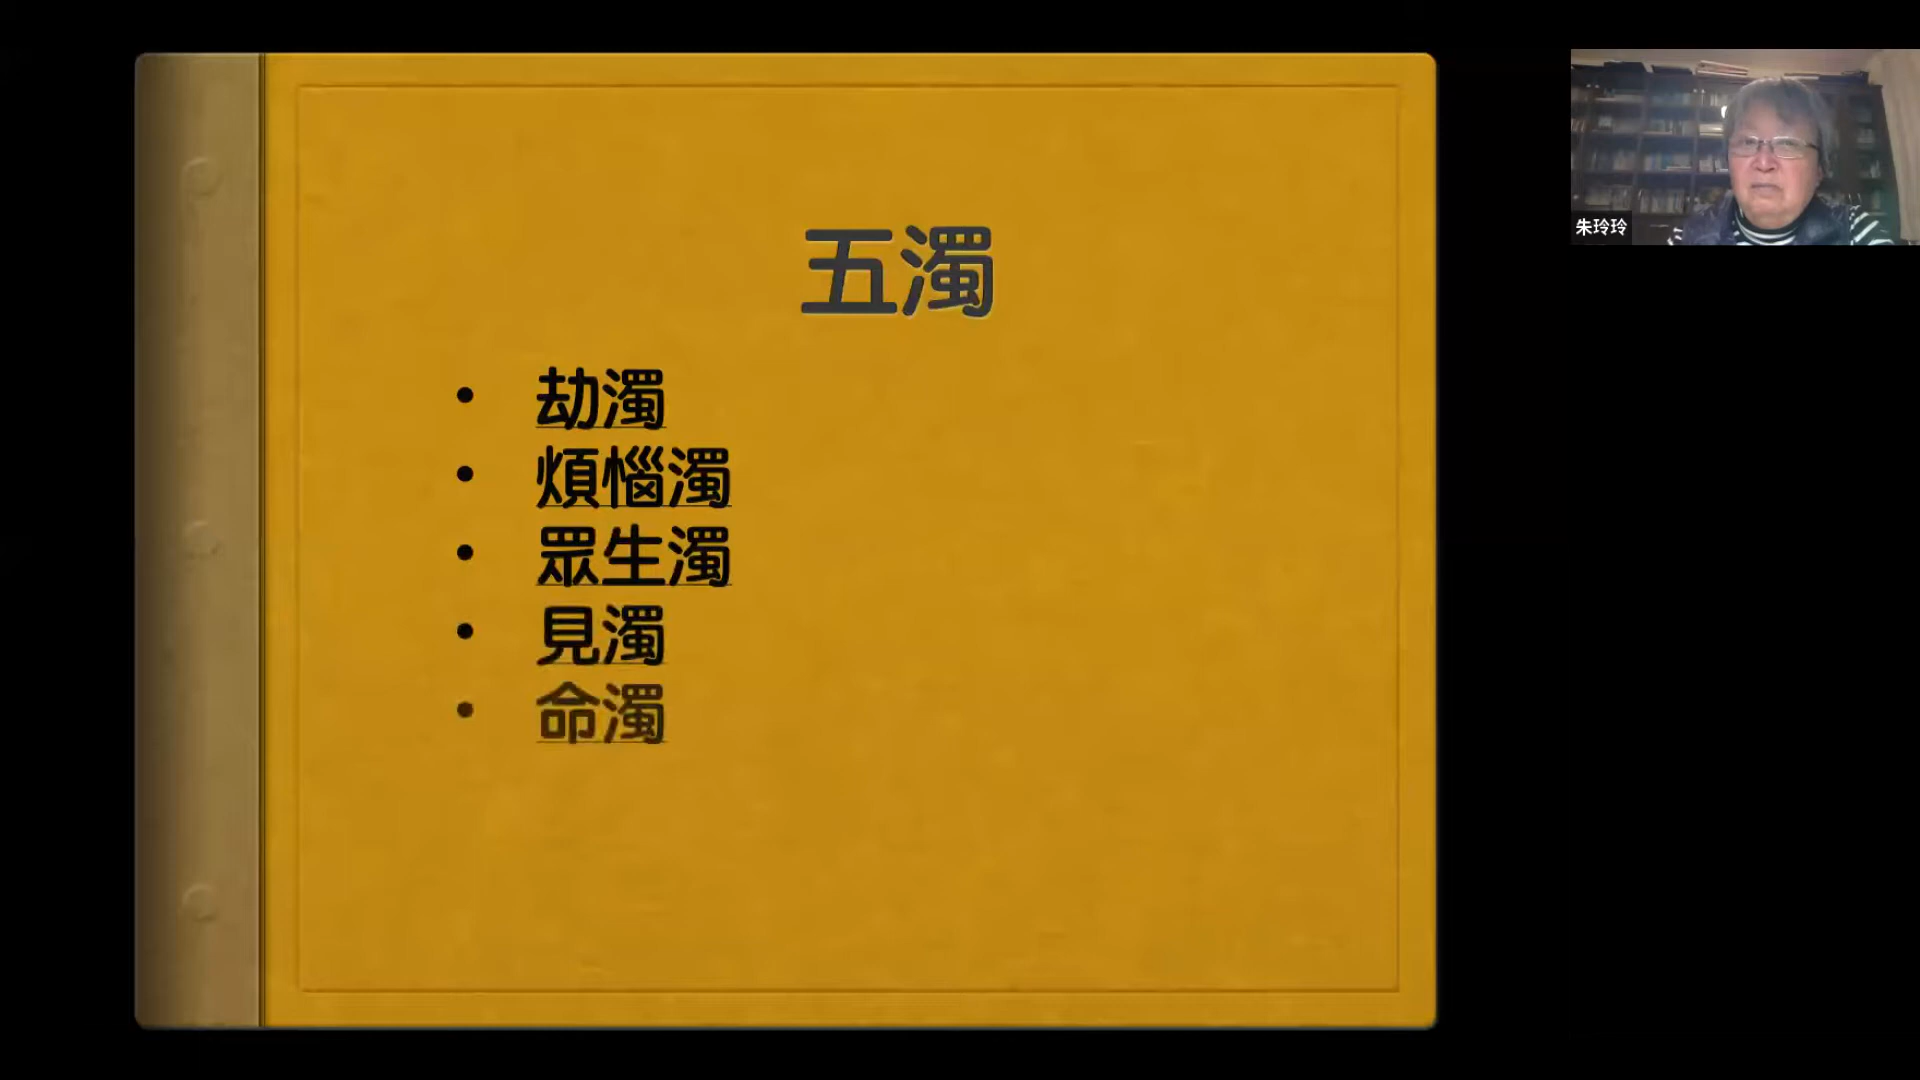 五濁
• 劫濁
• 煩惱濁
• 眾生濁
• 見濁
• 命濁
朱玲玲